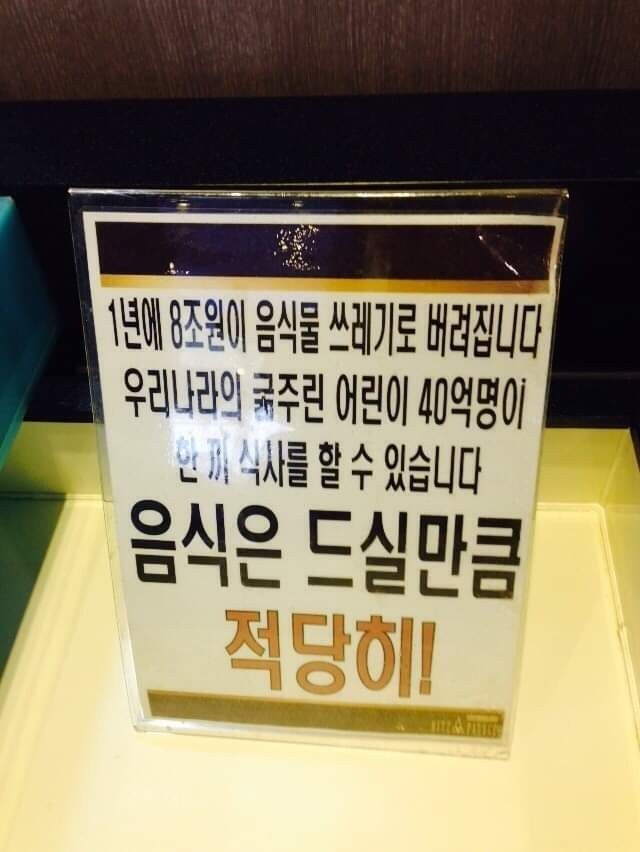 1년에 8조원이 음식물 쓰레기로 버려집니다
우리나라의 굶주린 어린이 40억명이
한 끼 식사를 할 수 있습니다
음식은 드실만큼
적당히!